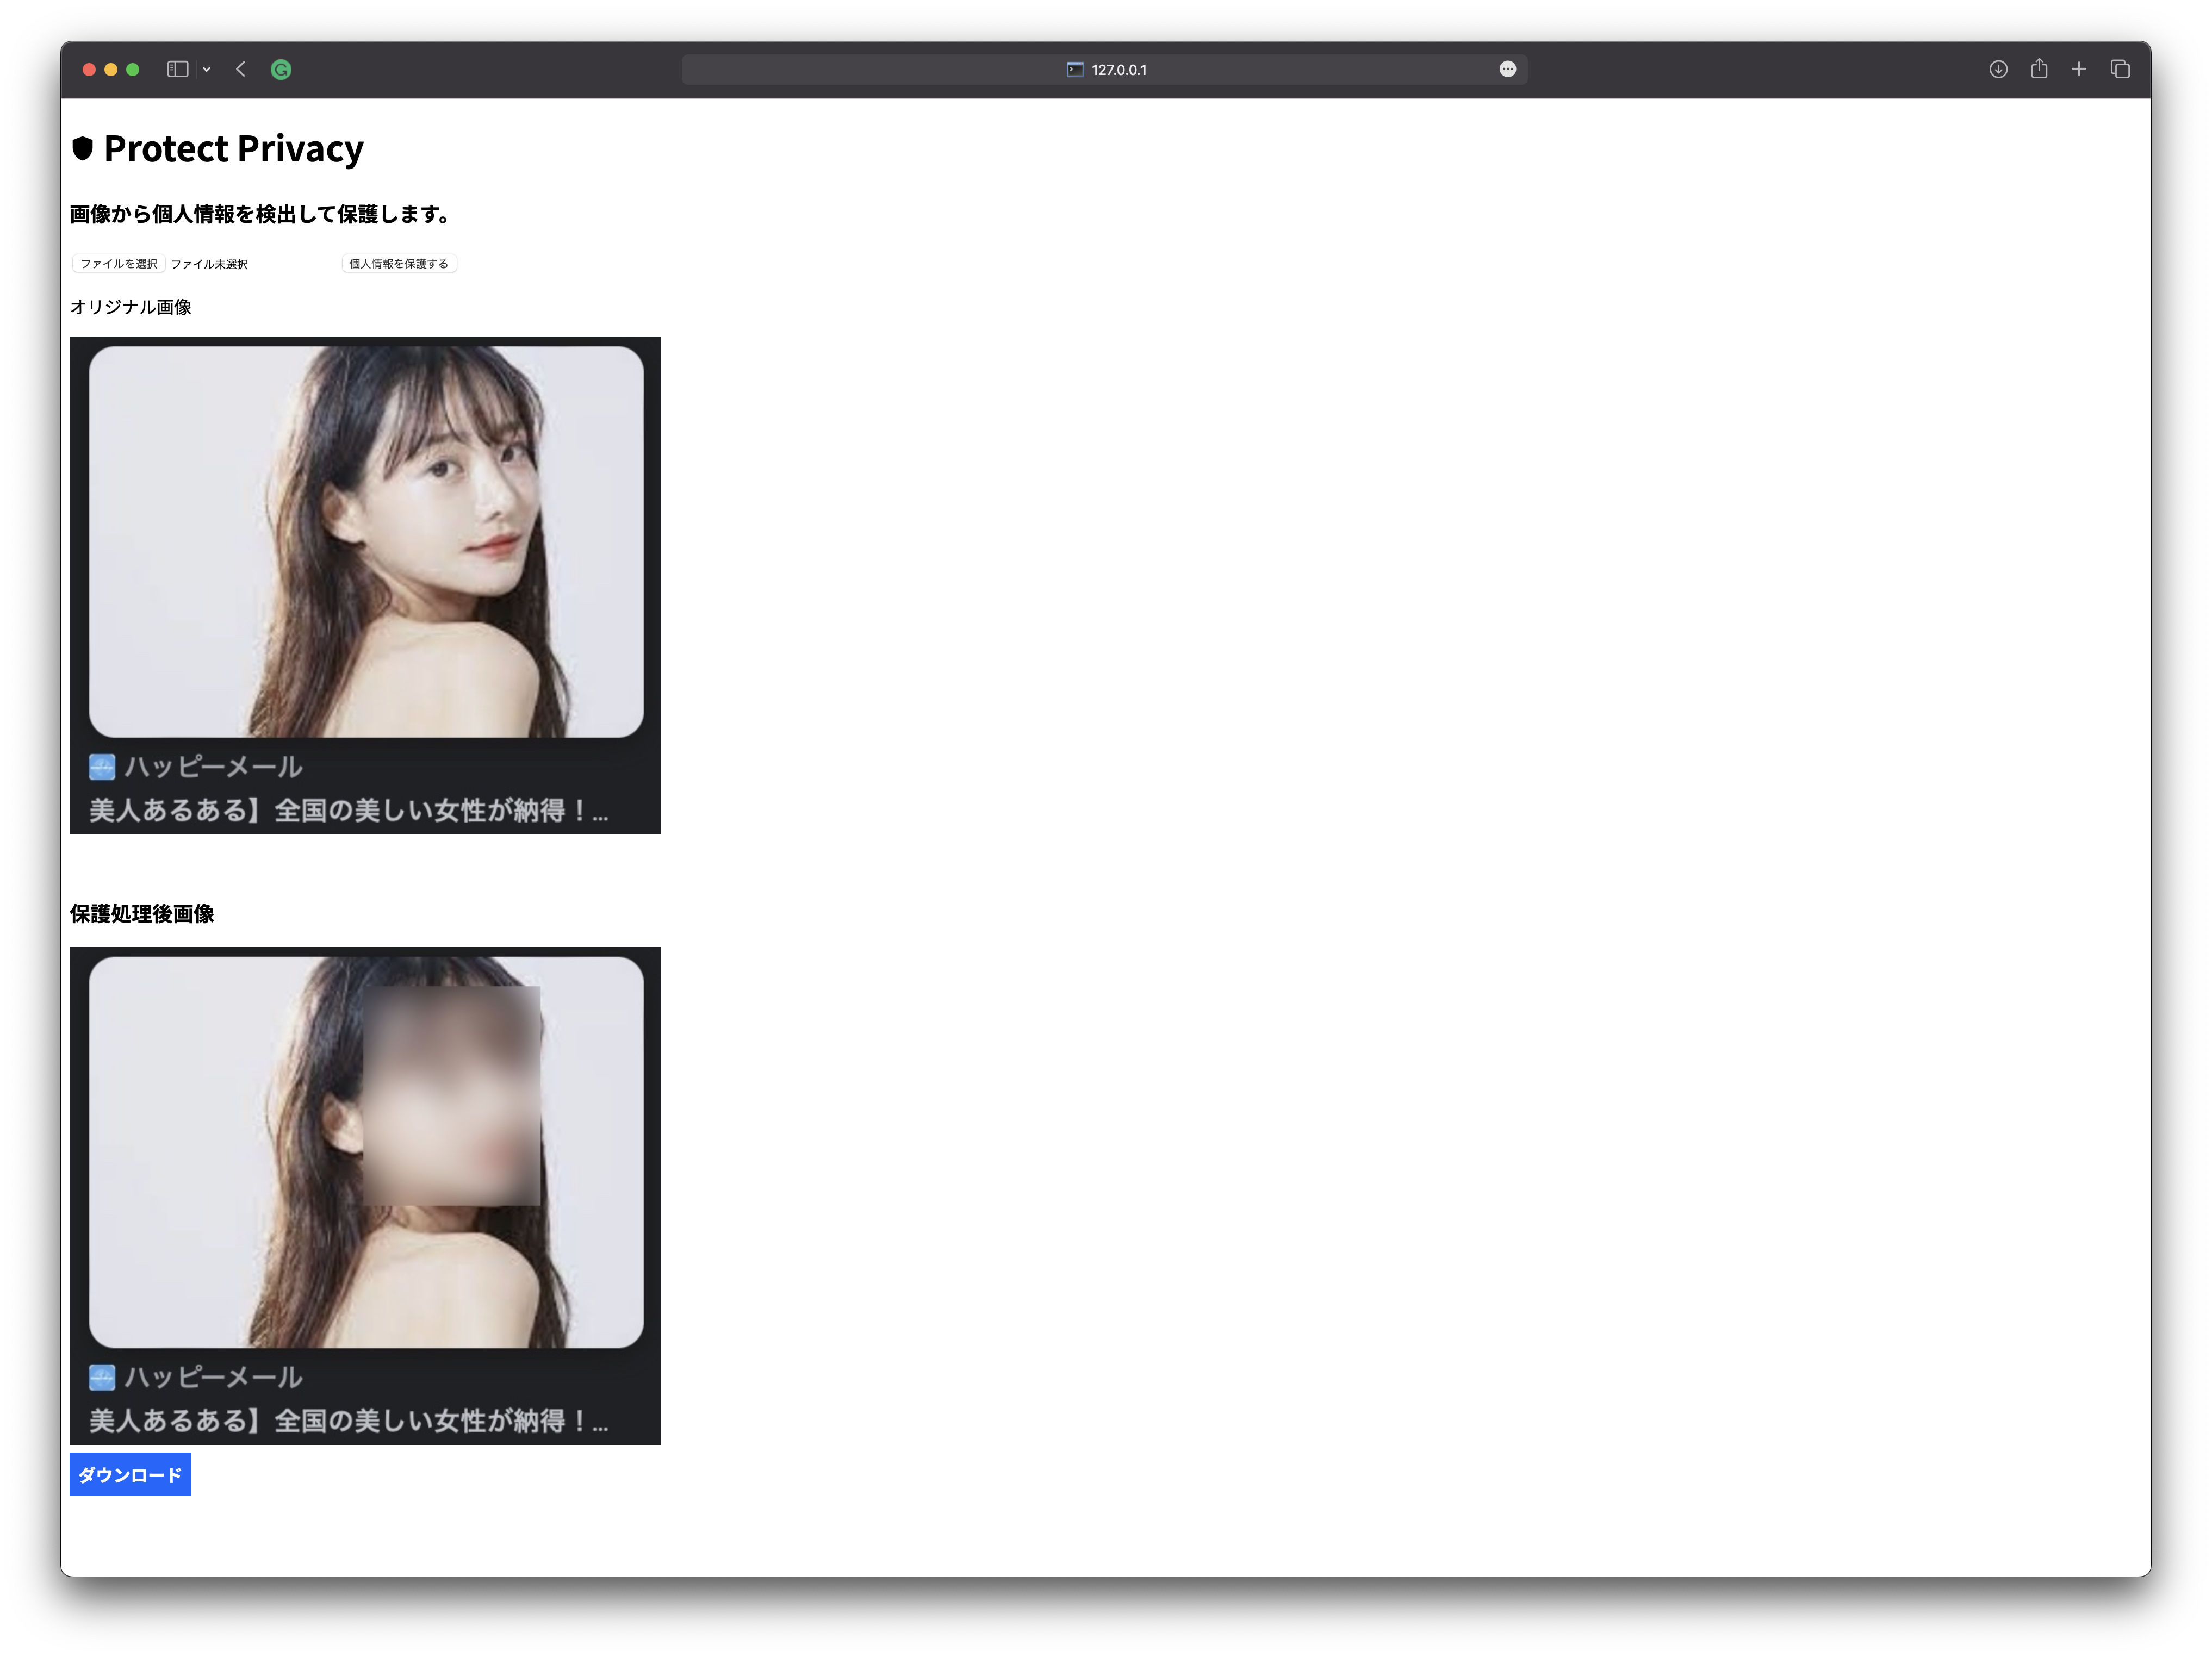 127.0.0.1
Protect Privacy
画像から個人情報を検出して保護します。
ファイルを選択 ファイル未選択 個人情報を保護する
オリジナル画像
ハッピーメール
美人あるある】全国の美しい女性が納得！...
保護処理後画像
ハッピーメール
美人あるある】全国の美しい女性が納得！...
ダウンロード